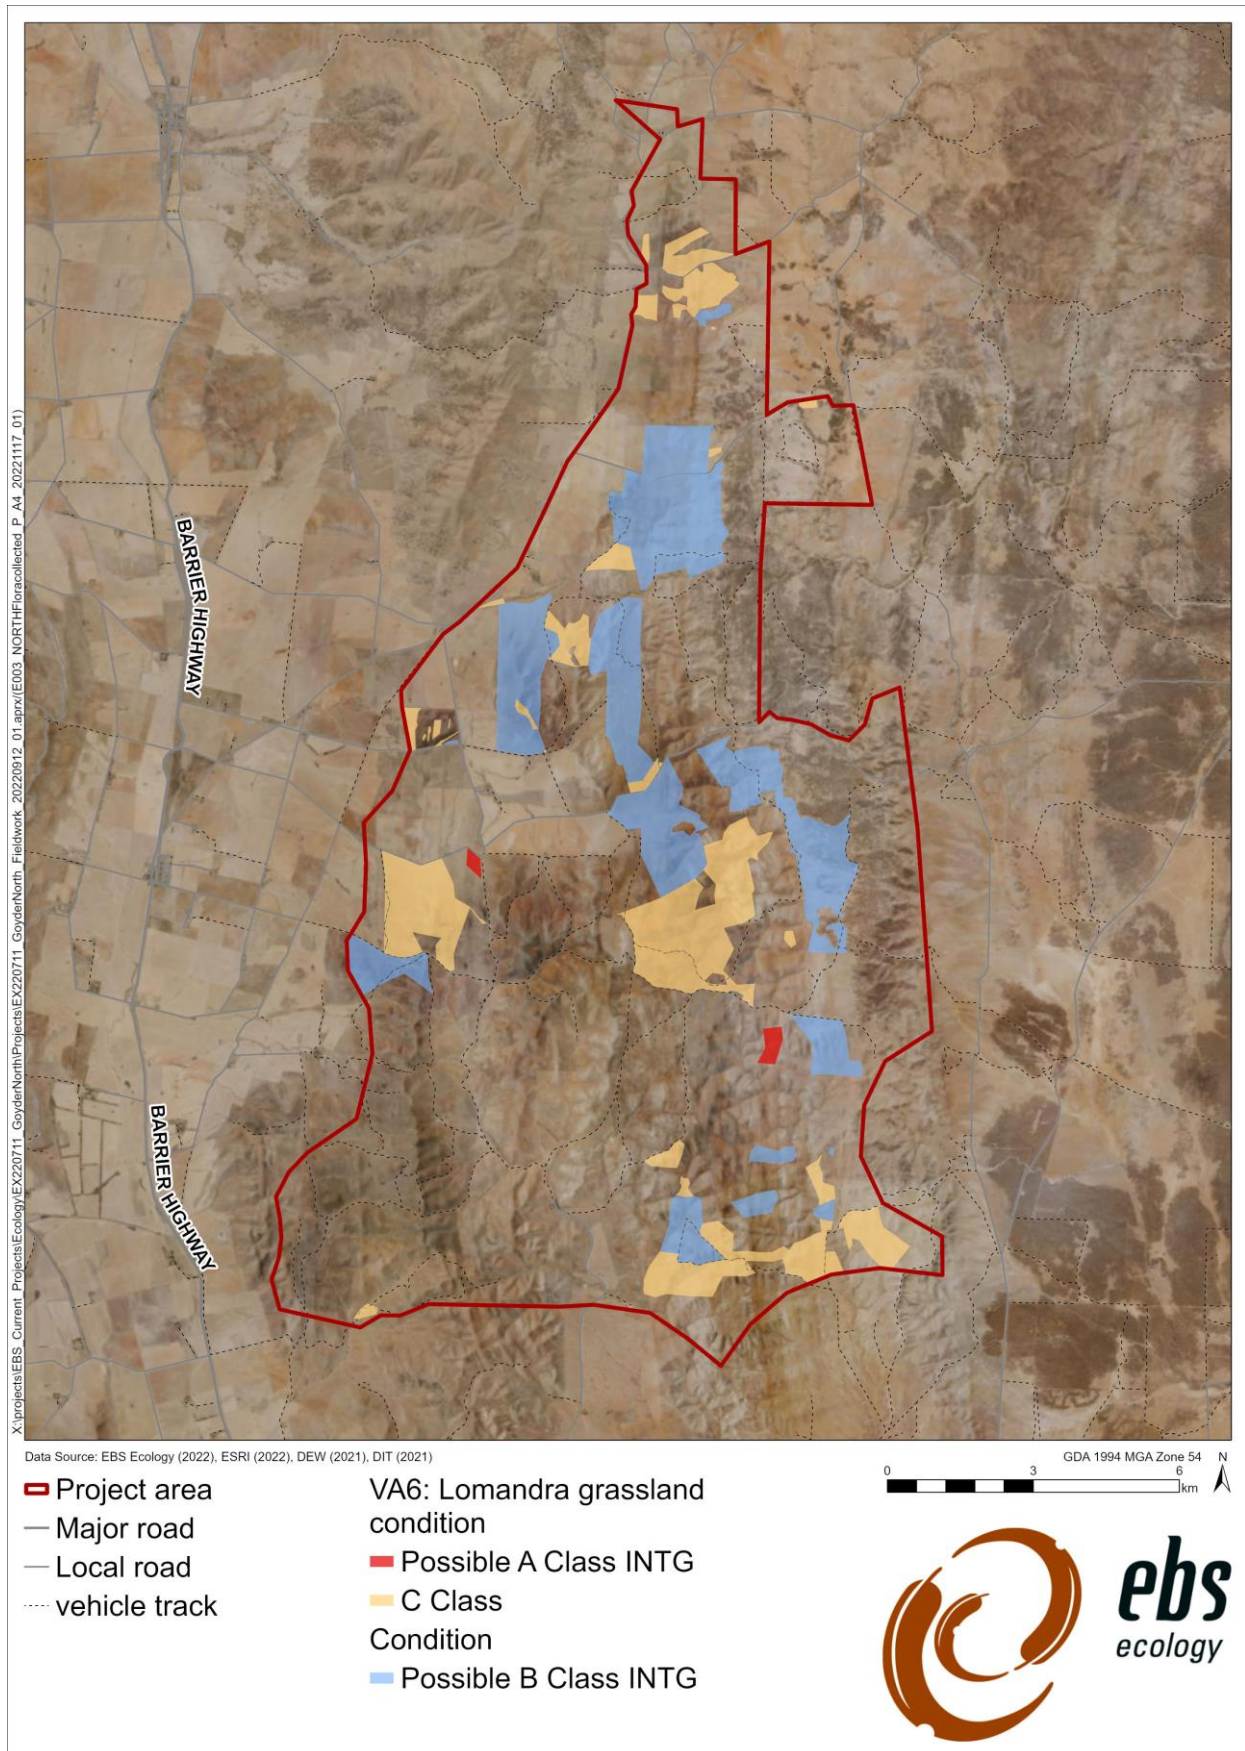 X:\projects\EBS_Current_Projects\Ecology\EX220711_GoyderNorth\Projects\EX220711_GoyderNorth_Fieldwork_20220912_01.aprx/(E003_NORTHFloracollected_P_A4_20221117_01)
BARRIER HIGHWAY
BARRIER HIGHWAY
Data Source: EBS Ecology (2022), ESRI (2022), DEW (2021), DIT (2021)
GDA 1994 MGA Zone 54
N
0 3 6
km
Project area
Major road
Local road
vehicle track
VA6: Lomandra grassland
condition
Possible A Class INTG
C Class
Condition
Possible B Class INTG
ebs
ecology